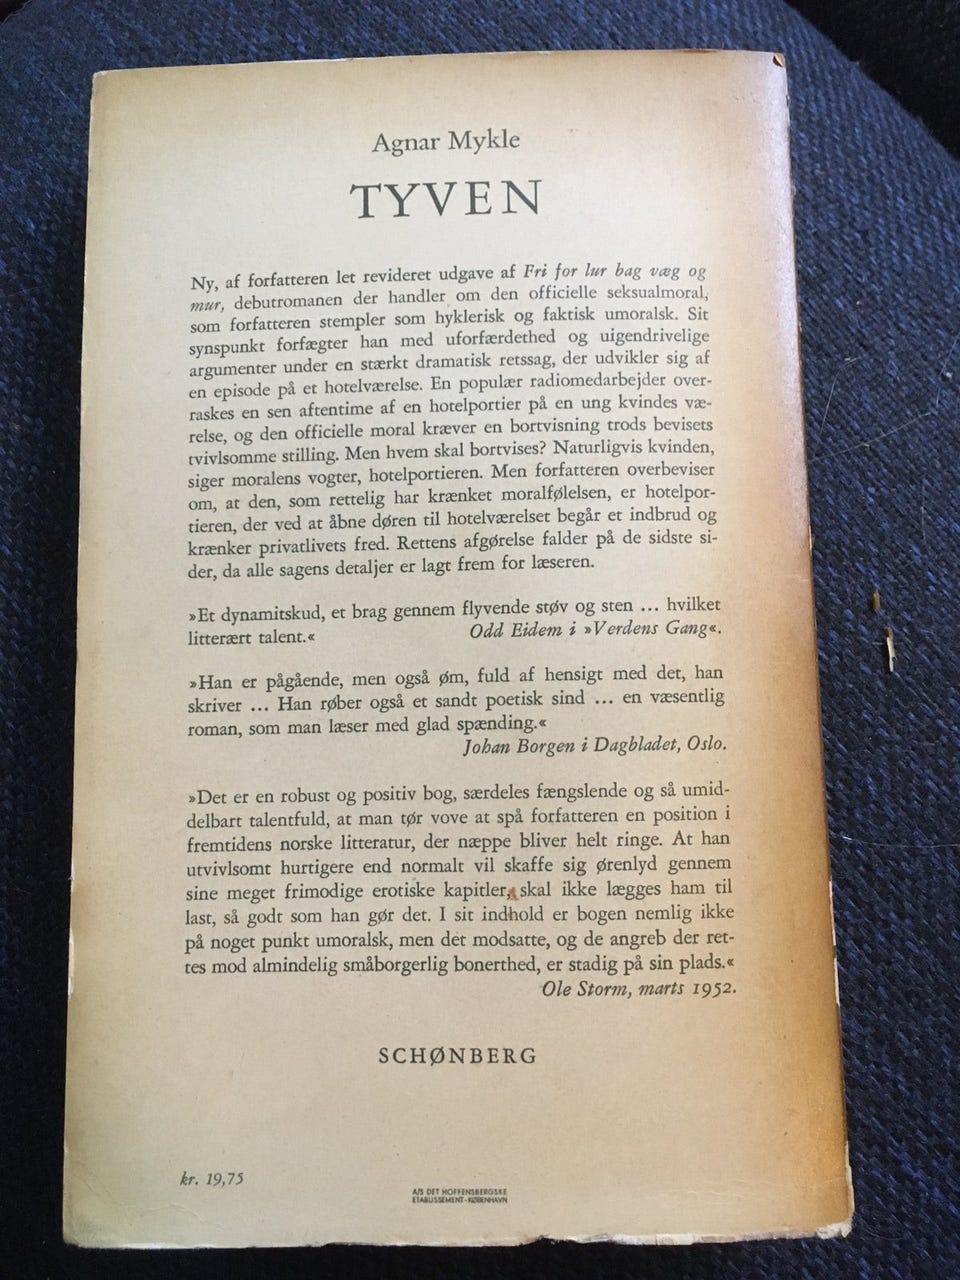 Agnar Mykle
TYVEN
Ny, af forfatteren let revideret udgave af Fri for lur bag væg og
mur, debutromanen der handler om den officielle seksualmoral,
som forfatteren stempler som hyklerisk og faktisk umoralsk. Sit
synspunkt forfægter han med uforfærdethed og uigendrivelige
argumenter under en stærkt dramatisk retssag, der udvikler sig af
en episode på et hotelværelse. En populær radiomedarbejder over-
raskes en sen aftentime af en hotelportier på en ung kvindes væ-
relse, og den officielle moral kræver en bortvisning trods bevisets
tvivlsomme stilling. Men hvem skal bortvises? Naturligvis kvinden,
siger moralens vogter, hotelportieren. Men forfatteren overbeviser
om, at den, som rettelig har krænket moralfølelsen, er hotelpor-
tieren, der ved at åbne døren til hotelværelset begår et indbrud og
krænker privatlivets fred. Rettens afgørelse falder på de sidste si-
der, da alle sagens detaljer er lagt frem for læseren.
»Et dynamitskud, et brag gennem flyvende støv og sten ... hvilket
litterært talent.« Odd Eidem i »Verdens Gang«.
»Han er pågående, men også øm, fuld af hensigt med det, han
skriver ... Han røber også et sandt poetisk sind ... en væsentlig
roman, som man læser med glad spænding.«
Johan Borgen i Dagbladet, Oslo.
»Det er en robust og positiv bog, særdeles fængslende og så umid-
delbart talentfuld, at man tør vove at spå forfatteren en position i
fremtidens norske litteratur, der næppe bliver helt ringe. At han
utvivlsomt hurtigere end normalt vil skaffe sig ørenlyd gennem
sine meget frimodige erotiske kapitler, skal ikke lægges ham til
last, så godt som han gør det. I sit indhold er bogen nemlig ikke
på noget punkt umoralsk, men det modsatte, og de angreb der ret-
tes mod almindelig småborgerlig bonerthed, er stadig på sin plads.«
Ole Storm, marts 1952.
SCHØNBERG
kr. 19,75
A/S DET HOFFENSBERGSKE
ETABLISSEMENT-KØBENHAVN